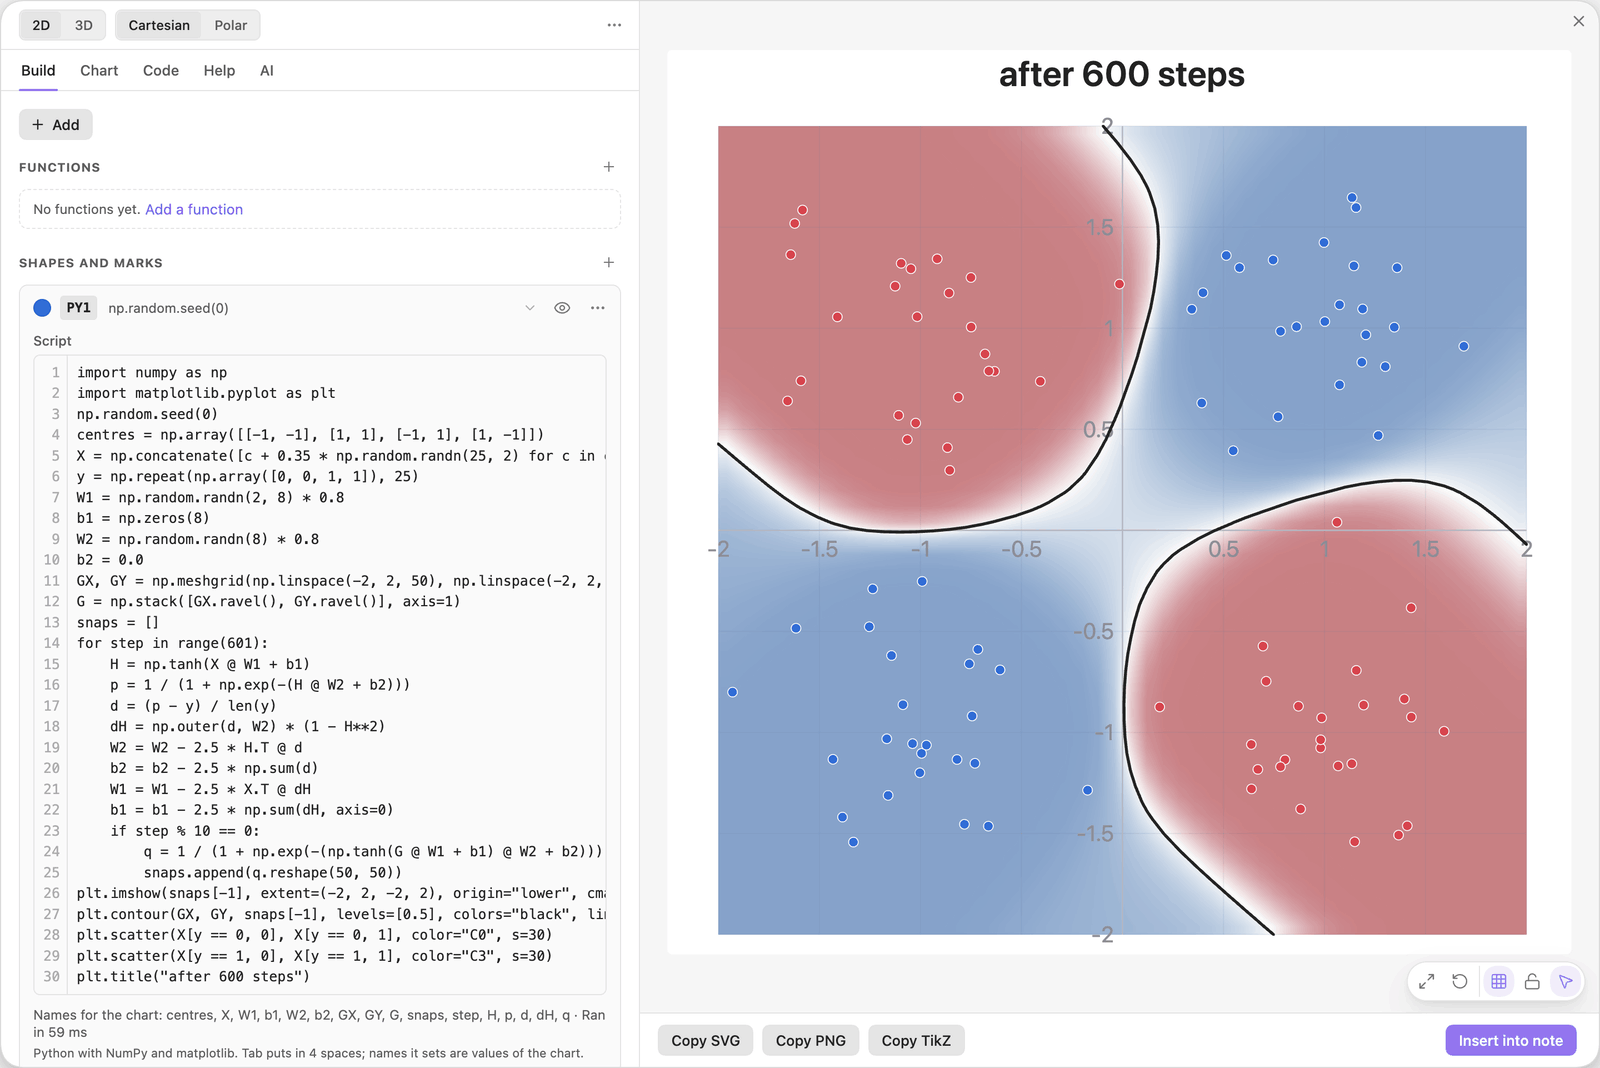 2D 3D Cartesian Polar ···
Build Chart Code Help AI
+ Add
FUNCTIONS +
No functions yet. Add a function
SHAPES AND MARKS +
PY1 np.random.seed(0) ···
Script
1 import numpy as np
2 import matplotlib.pyplot as plt
3 np.random.seed(0)
4 centres = np.array([[-1, -1], [1, 1], [-1, 1], [1, -1]])
5 X = np.concatenate([c + 0.35 * np.random.randn(25, 2) for c in
6 y = np.repeat(np.array([0, 0, 1, 1]), 25)
7 W1 = np.random.randn(2, 8) * 0.8
8 b1 = np.zeros(8)
9 W2 = np.random.randn(8) * 0.8
10 b2 = 0.0
11 GX, GY = np.meshgrid(np.linspace(-2, 2, 50), np.linspace(-2, 2,
12 G = np.stack([GX.ravel(), GY.ravel()], axis=1)
13 snaps = []
14 for step in range(601):
15     H = np.tanh(X @ W1 + b1)
16     p = 1 / (1 + np.exp(-(H @ W2 + b2)))
17     d = (p - y) / len(y)
18     dH = np.outer(d, W2) * (1 - H**2)
19     W2 = W2 - 2.5 * H.T @ d
20     b2 = b2 - 2.5 * np.sum(d)
21     W1 = W1 - 2.5 * X.T @ dH
22     b1 = b1 - 2.5 * np.sum(dH, axis=0)
23     if step % 10 == 0:
24         q = 1 / (1 + np.exp(-(np.tanh(G @ W1 + b1) @ W2 + b2)))
25         snaps.append(q.reshape(50, 50))
26 plt.imshow(snaps[-1], extent=(-2, 2, -2, 2), origin="lower",
27 plt.contour(GX, GY, snaps[-1], levels=[0.5], colors="black",
28 plt.scatter(X[y == 0, 0], X[y == 0, 1], color="C0", s=30)
29 plt.scatter(X[y == 1, 0], X[y == 1, 1], color="C3", s=30)
30 plt.title("after 600 steps")
Names for the chart: centres, X, W1, b1, W2, b2, GX, GY, G, snaps, step, H, p, d, dH, q · Ran
in 59 ms
Python with NumPy and matplotlib. Tab puts in 4 spaces; names it sets are values of the chart.
after 600 steps
2
1.5
1
0.5
-2 -1.5 -1 -0.5 0.5 1 1.5 2
-0.5
-1
-1.5
-2
Copy SVG Copy PNG Copy TikZ Insert into note